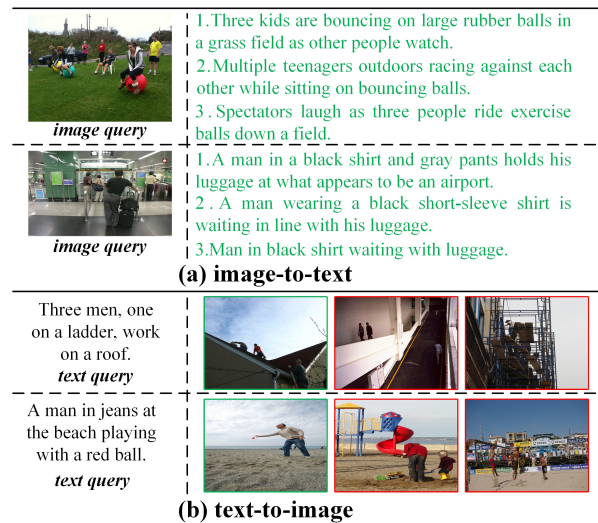 1.Three kids are bouncing on large rubber balls in
a grass field as other people watch.
2.Multiple teenagers outdoors racing against each
other while sitting on bouncing balls.
3. Spectators laugh as three people ride exercise
balls down a field.
image query
1.A man in a black shirt and gray pants holds his
luggage at what appears to be an airport.
2. A man wearing a black short-sleeve shirt is
waiting in line with his luggage.
3.Man in black shirt waiting with luggage.
image query
(a) image-to-text
Three men, one
on a ladder, work
on a roof.
text query
A man in jeans at
the beach playing
with a red ball.
text query
(b) text-to-image